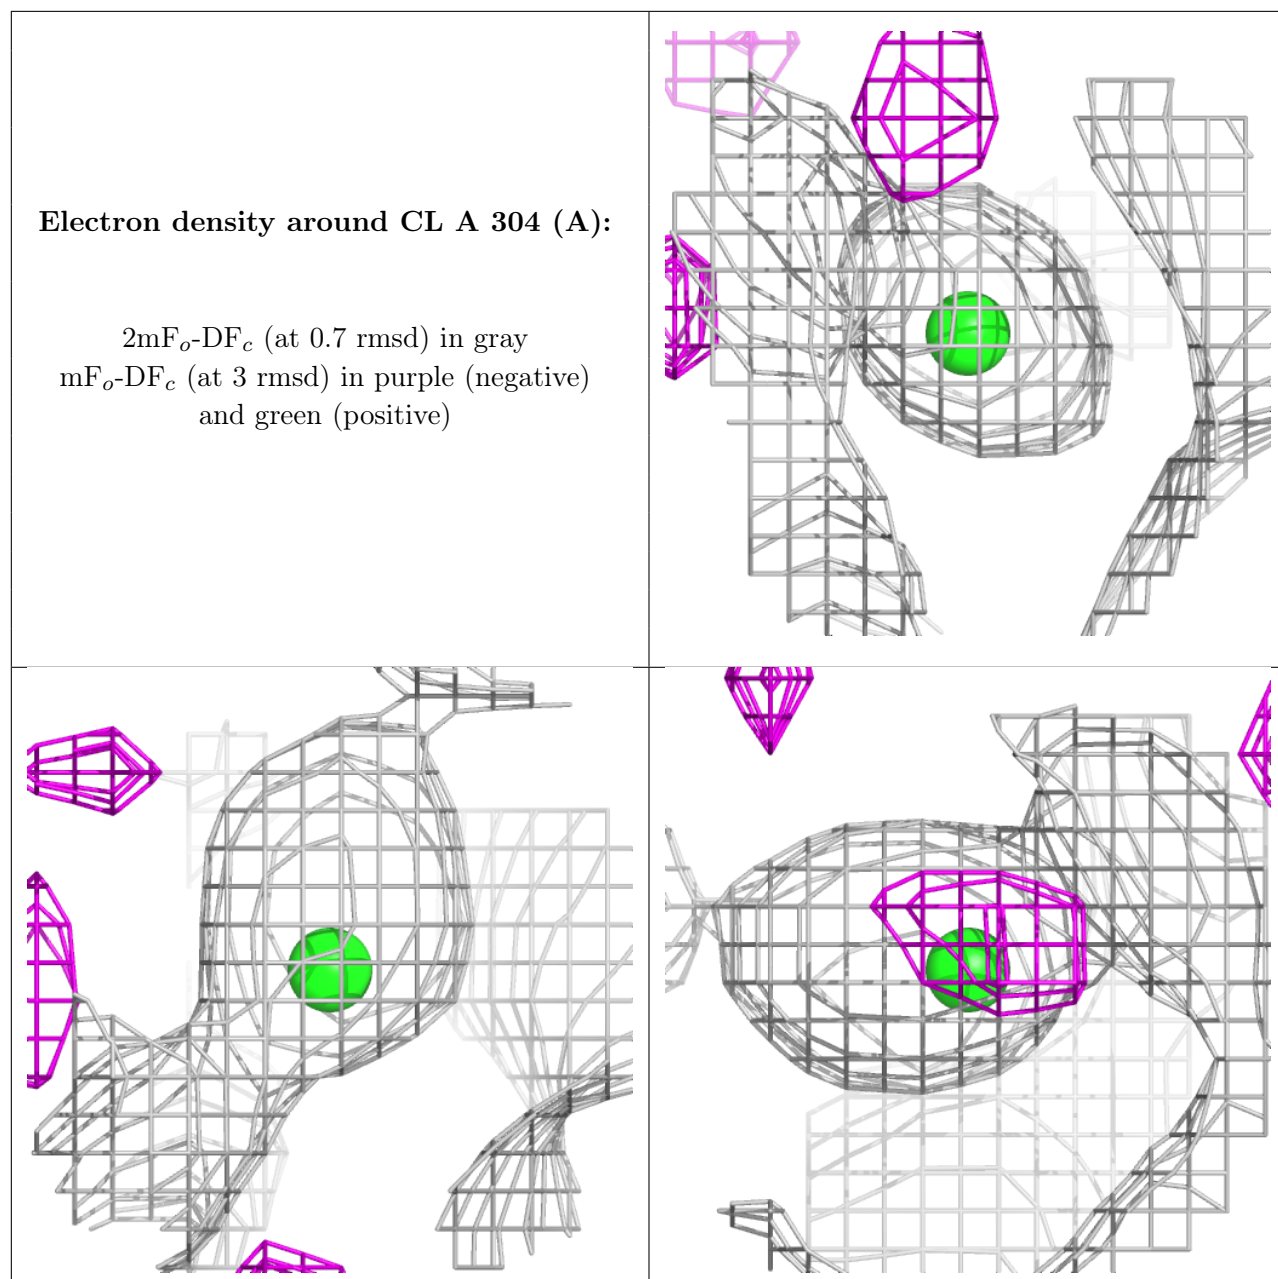 Electron density around CL A 304 (A):
2mFₒ-DF𝑐 (at 0.7 rmsd) in gray
mFₒ-DF𝑐 (at 3 rmsd) in purple (negative)
and green (positive)